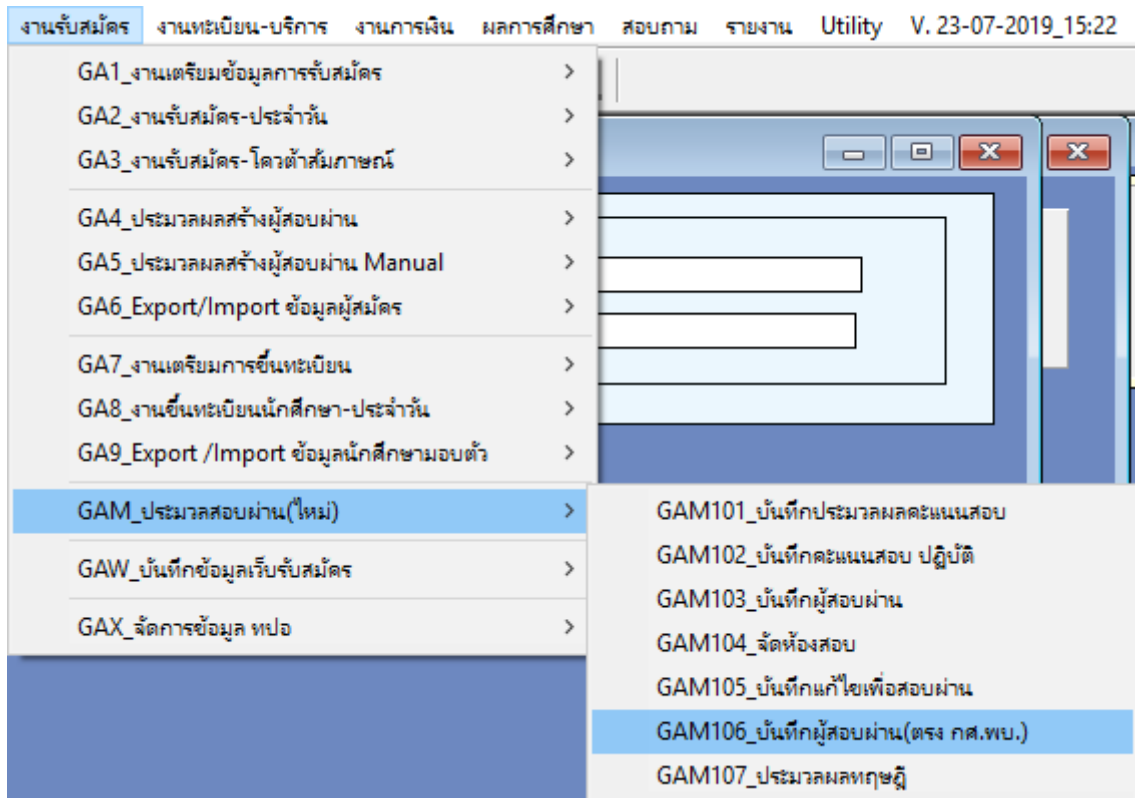 งานรับสมัคร งานทะเบียน-บริการ งานการเงิน ผลการศึกษา สอบถาม รายงาน Utility V. 23-07-2019_15:22
GA1_งานเตรียมข้อมูลการรับสมัคร
GA2_งานรับสมัคร-ประจำวัน
GA3_งานรับสมัคร-โควต้าสัมภาษณ์
GA4_ประมวลผลสร้างผู้สอบผ่าน
GA5_ประมวลผลสร้างผู้สอบผ่าน Manual
GA6_Export/Import ข้อมูลผู้สมัคร
GA7_งานเตรียมการขึ้นทะเบียน
GA8_งานขึ้นทะเบียนนักศึกษา-ประจำวัน
GA9_Export /Import ข้อมูลนักศึกษามอบตัว
GAM_ประมวลสอบผ่าน(ใหม่)
GAW_บันทึกข้อมูลเว็บรับสมัคร
GAX_จัดการข้อมูล ทปอ
GAM101_บันทึกประมวลผลคะแนนสอบ
GAM102_บันทึกคะแนนสอบ ปฏิบัติ
GAM103_บันทึกผู้สอบผ่าน
GAM104_จัดห้องสอบ
GAM105_บันทึกแก้ไขเพื่อสอบผ่าน
GAM106_บันทึกผู้สอบผ่าน(ตรง กศ.พบ.)
GAM107_ประมวลผลทฤษฎี